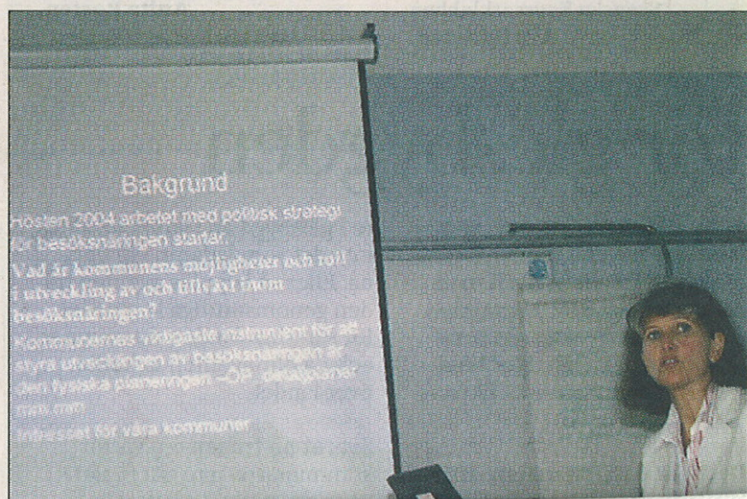 Bakgrund
Hösten 2004 arbetet med politisk strategi
för besöksnäringen startar.
Vad är kommunens möjligheter och roll
i utveckling av och tillväxt inom
besöksnäringen?
Kommunernas viktigaste instrument för att
styra utvecklingen av besöksnäringen är
den fysiska planeringen –ÖP, detaljplaner
mm mm
Intresset för våra kommuner